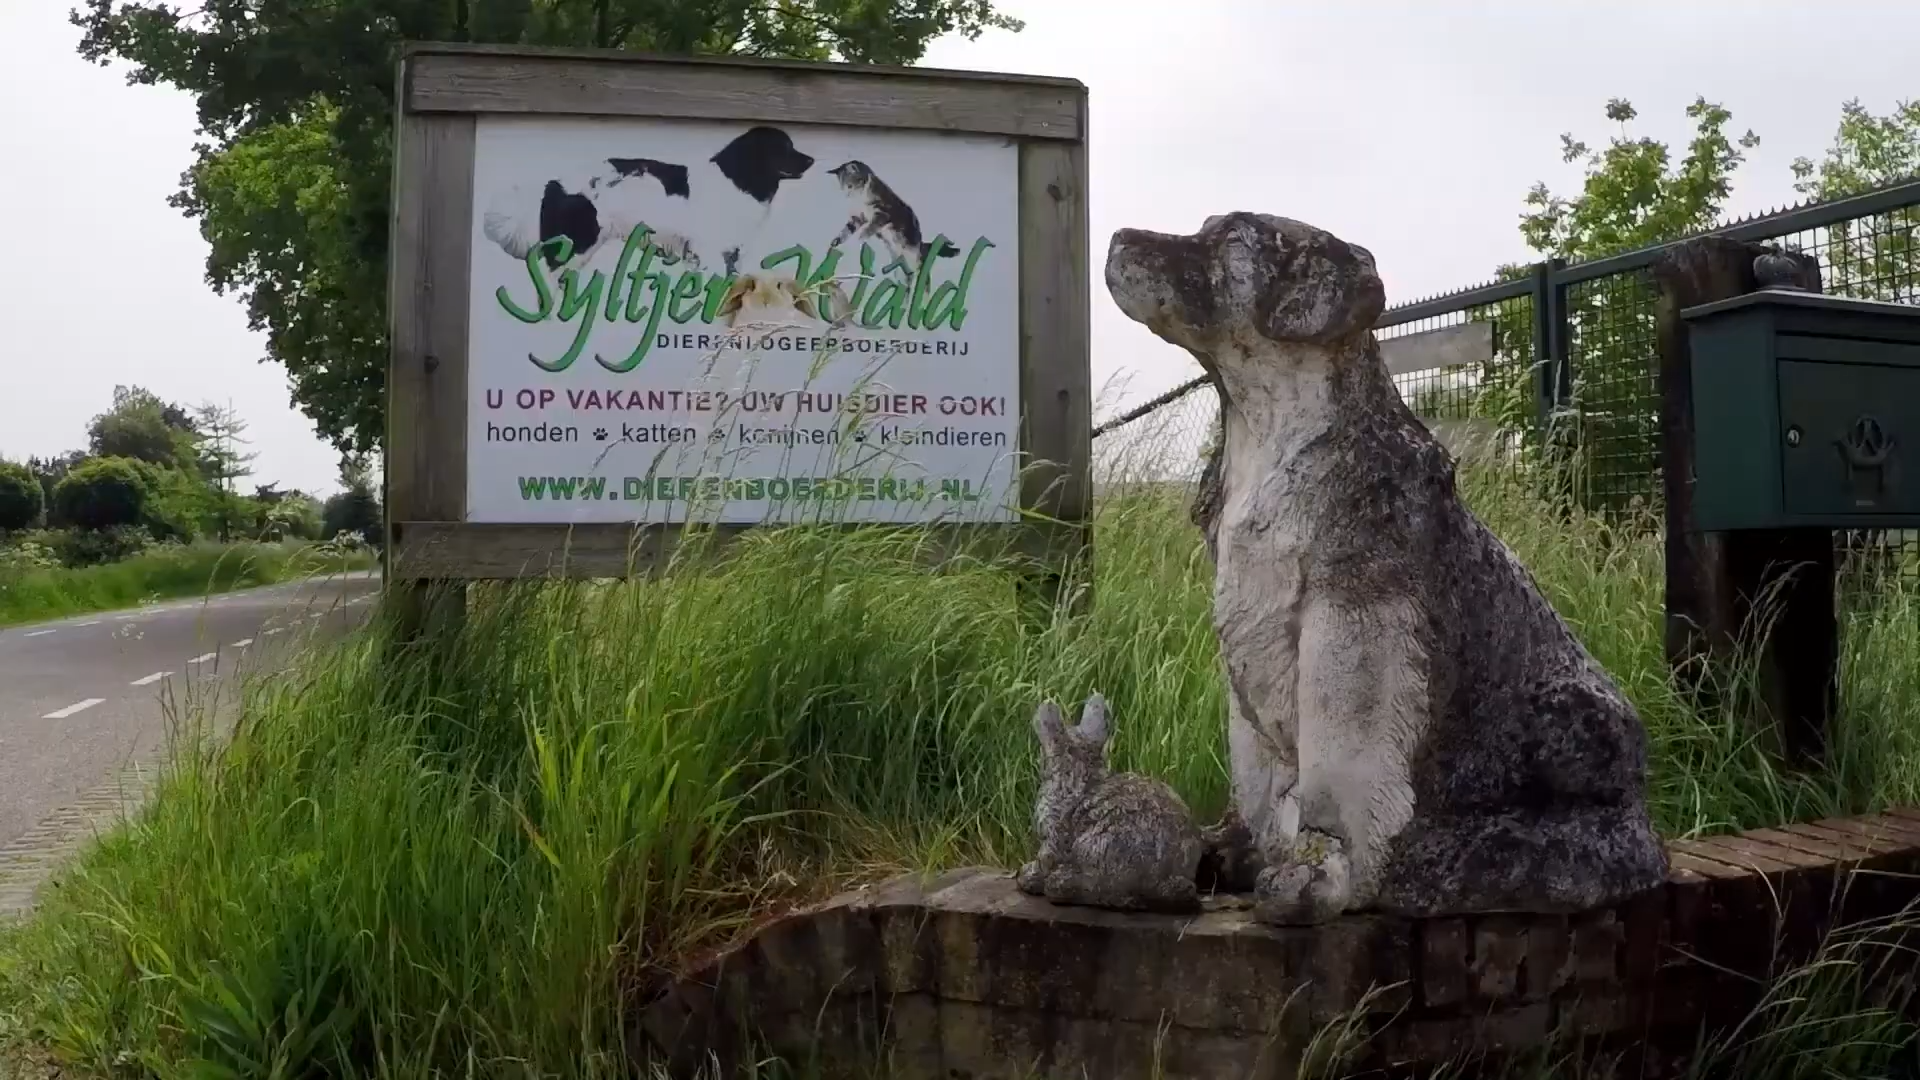 Syltjer Wâld
DIERENLOGEERBOERDERIJ
U OP VAKANTIE? UW HUISDIER OOK!
honden katten konijnen kleindieren
WWW.DIERENBOERDERIJ.NL